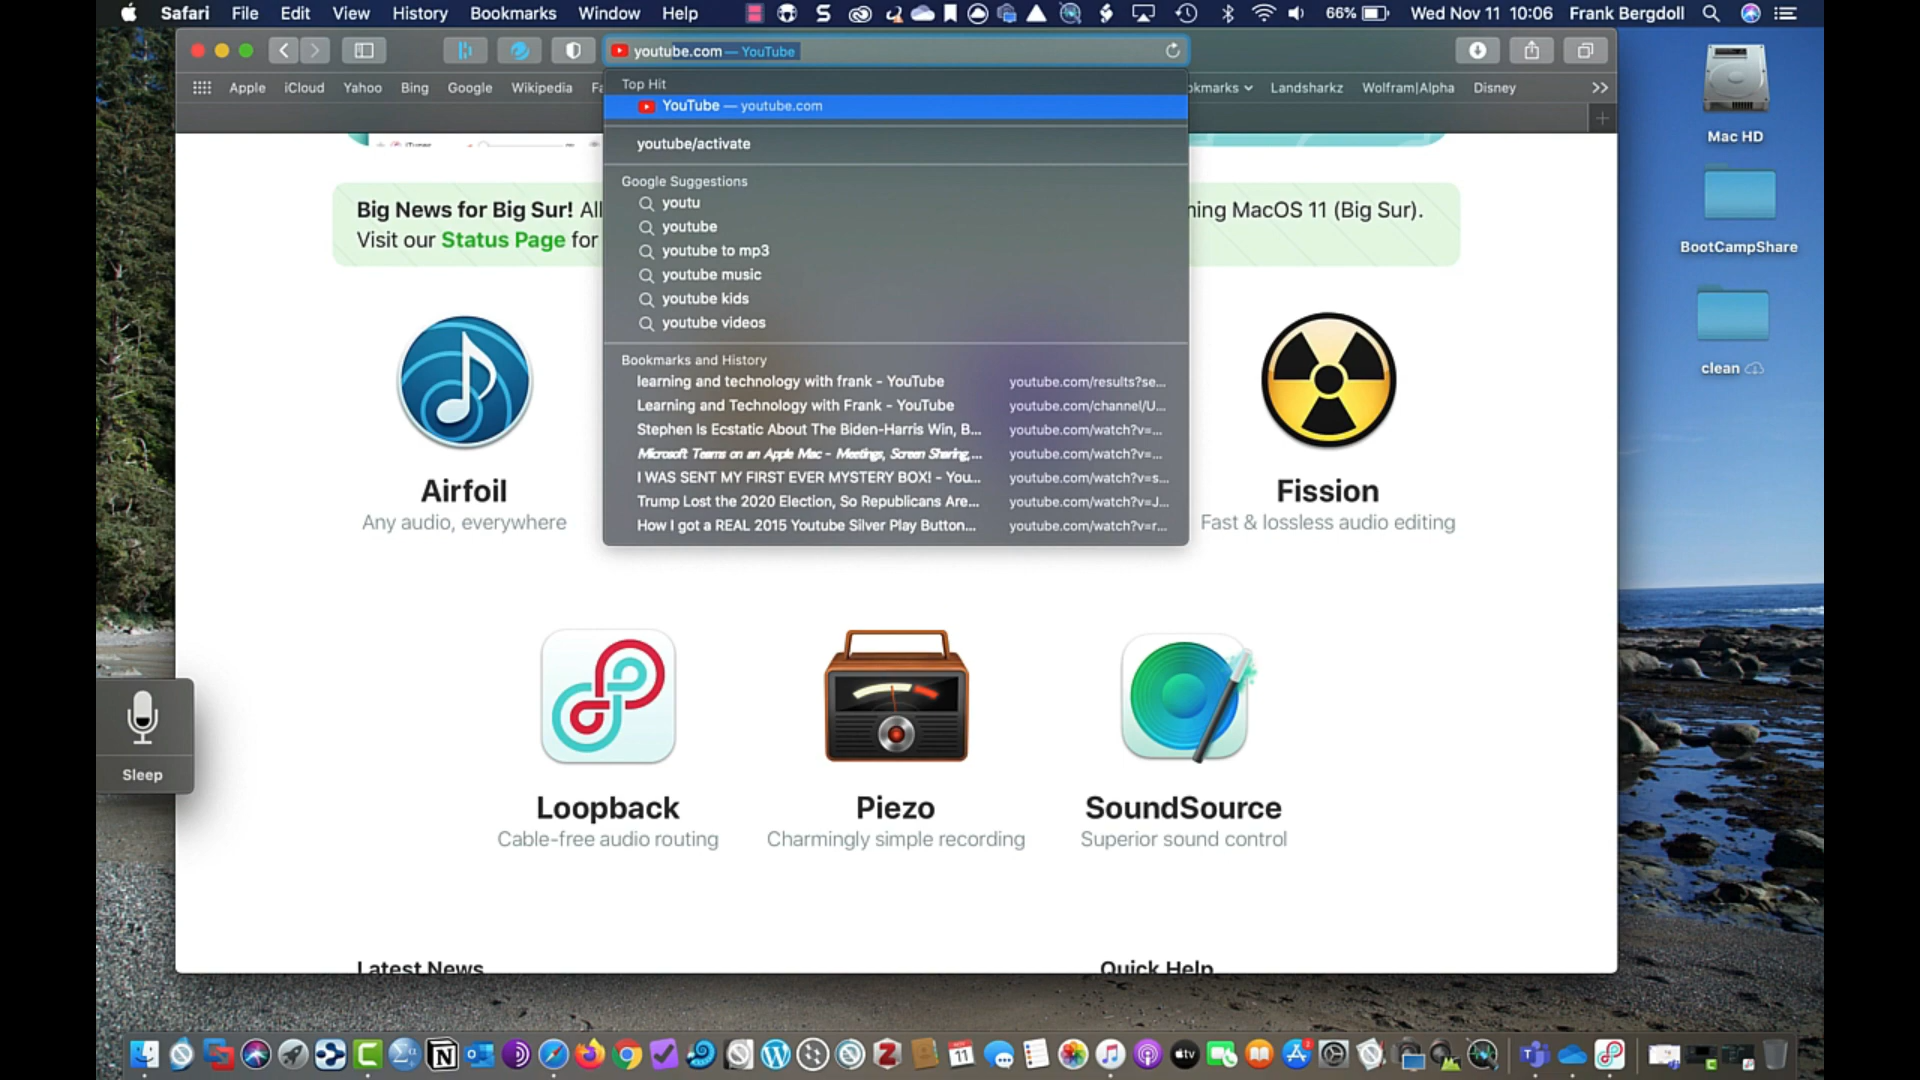 Safari File Edit View History Bookmarks Window Help 66% Wed Nov 11 10:06 Frank Bergdoll
youtube.com — YouTube
Apple iCloud Yahoo Bing Google Wikipedia Landsharkz Wolfram|Alpha Disney
Top Hit
YouTube — youtube.com
youtube/activate
Google Suggestions
youtu
youtube
youtube to mp3
youtube music
youtube kids
youtube videos
Bookmarks and History
learning and technology with frank - YouTube youtube.com/results?se...
Learning and Technology with Frank - YouTube youtube.com/channel/U...
Stephen Is Ecstatic About The Biden-Harris Win, B... youtube.com/watch?v=...
Microsoft Teams on an Apple Mac - Meetings, Screen Sharing,... youtube.com/watch?v=...
I WAS SENT MY FIRST EVER MYSTERY BOX! - You... youtube.com/watch?v=s...
Trump Lost the 2020 Election, So Republicans Are... youtube.com/watch?v=J...
How I got a REAL 2015 Youtube Silver Play Button... youtube.com/watch?v=r...
Big News for Big Sur! All ning MacOS 11 (Big Sur).
Visit our Status Page for
Airfoil
Any audio, everywhere
Fission
Fast & lossless audio editing
Loopback
Cable-free audio routing
Piezo
Charmingly simple recording
SoundSource
Superior sound control
Latest News
Quick Help
Mac HD
BootCampShare
clean
Sleep